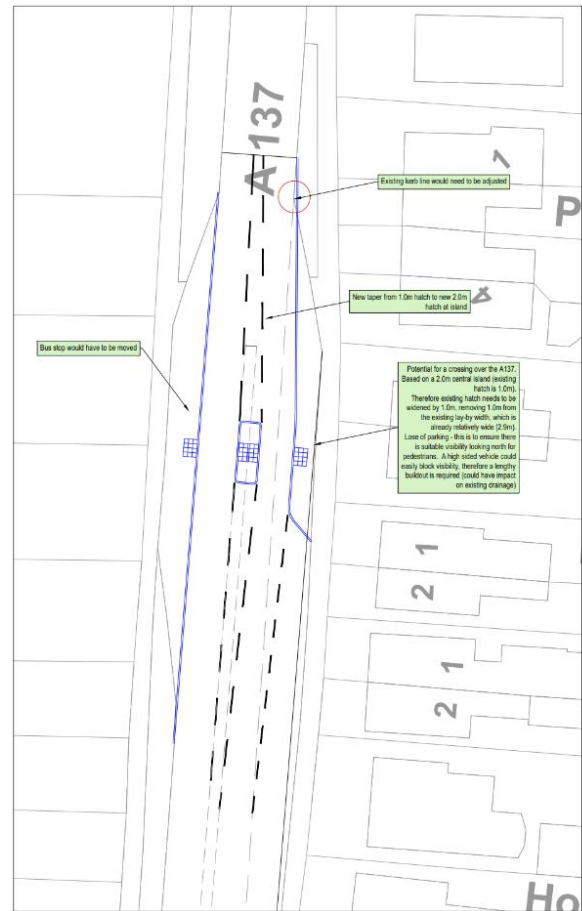 A 137
Existing kerb line would need to be adjusted
1
P
New taper from 1.0m hatch to new 2.0m
hatch at island
4
Bus stop would have to be moved
Potential for a crossing over the A137.
Based on a 2.0m central island (existing
hatch is 1.0m).
Therefore existing hatch needs to be
widened by 1.0m, removing 1.0m from
the existing lay-by width, which is
already relatively wide (2.9m).
Lose of parking - this is to ensure there
is suitable visibility looking north for
pedestrians. A high sided vehicle could
easily block visibility, therefore a lengthy
buildout is required (could have impact
on existing drainage)
1
2
1
2
Ho